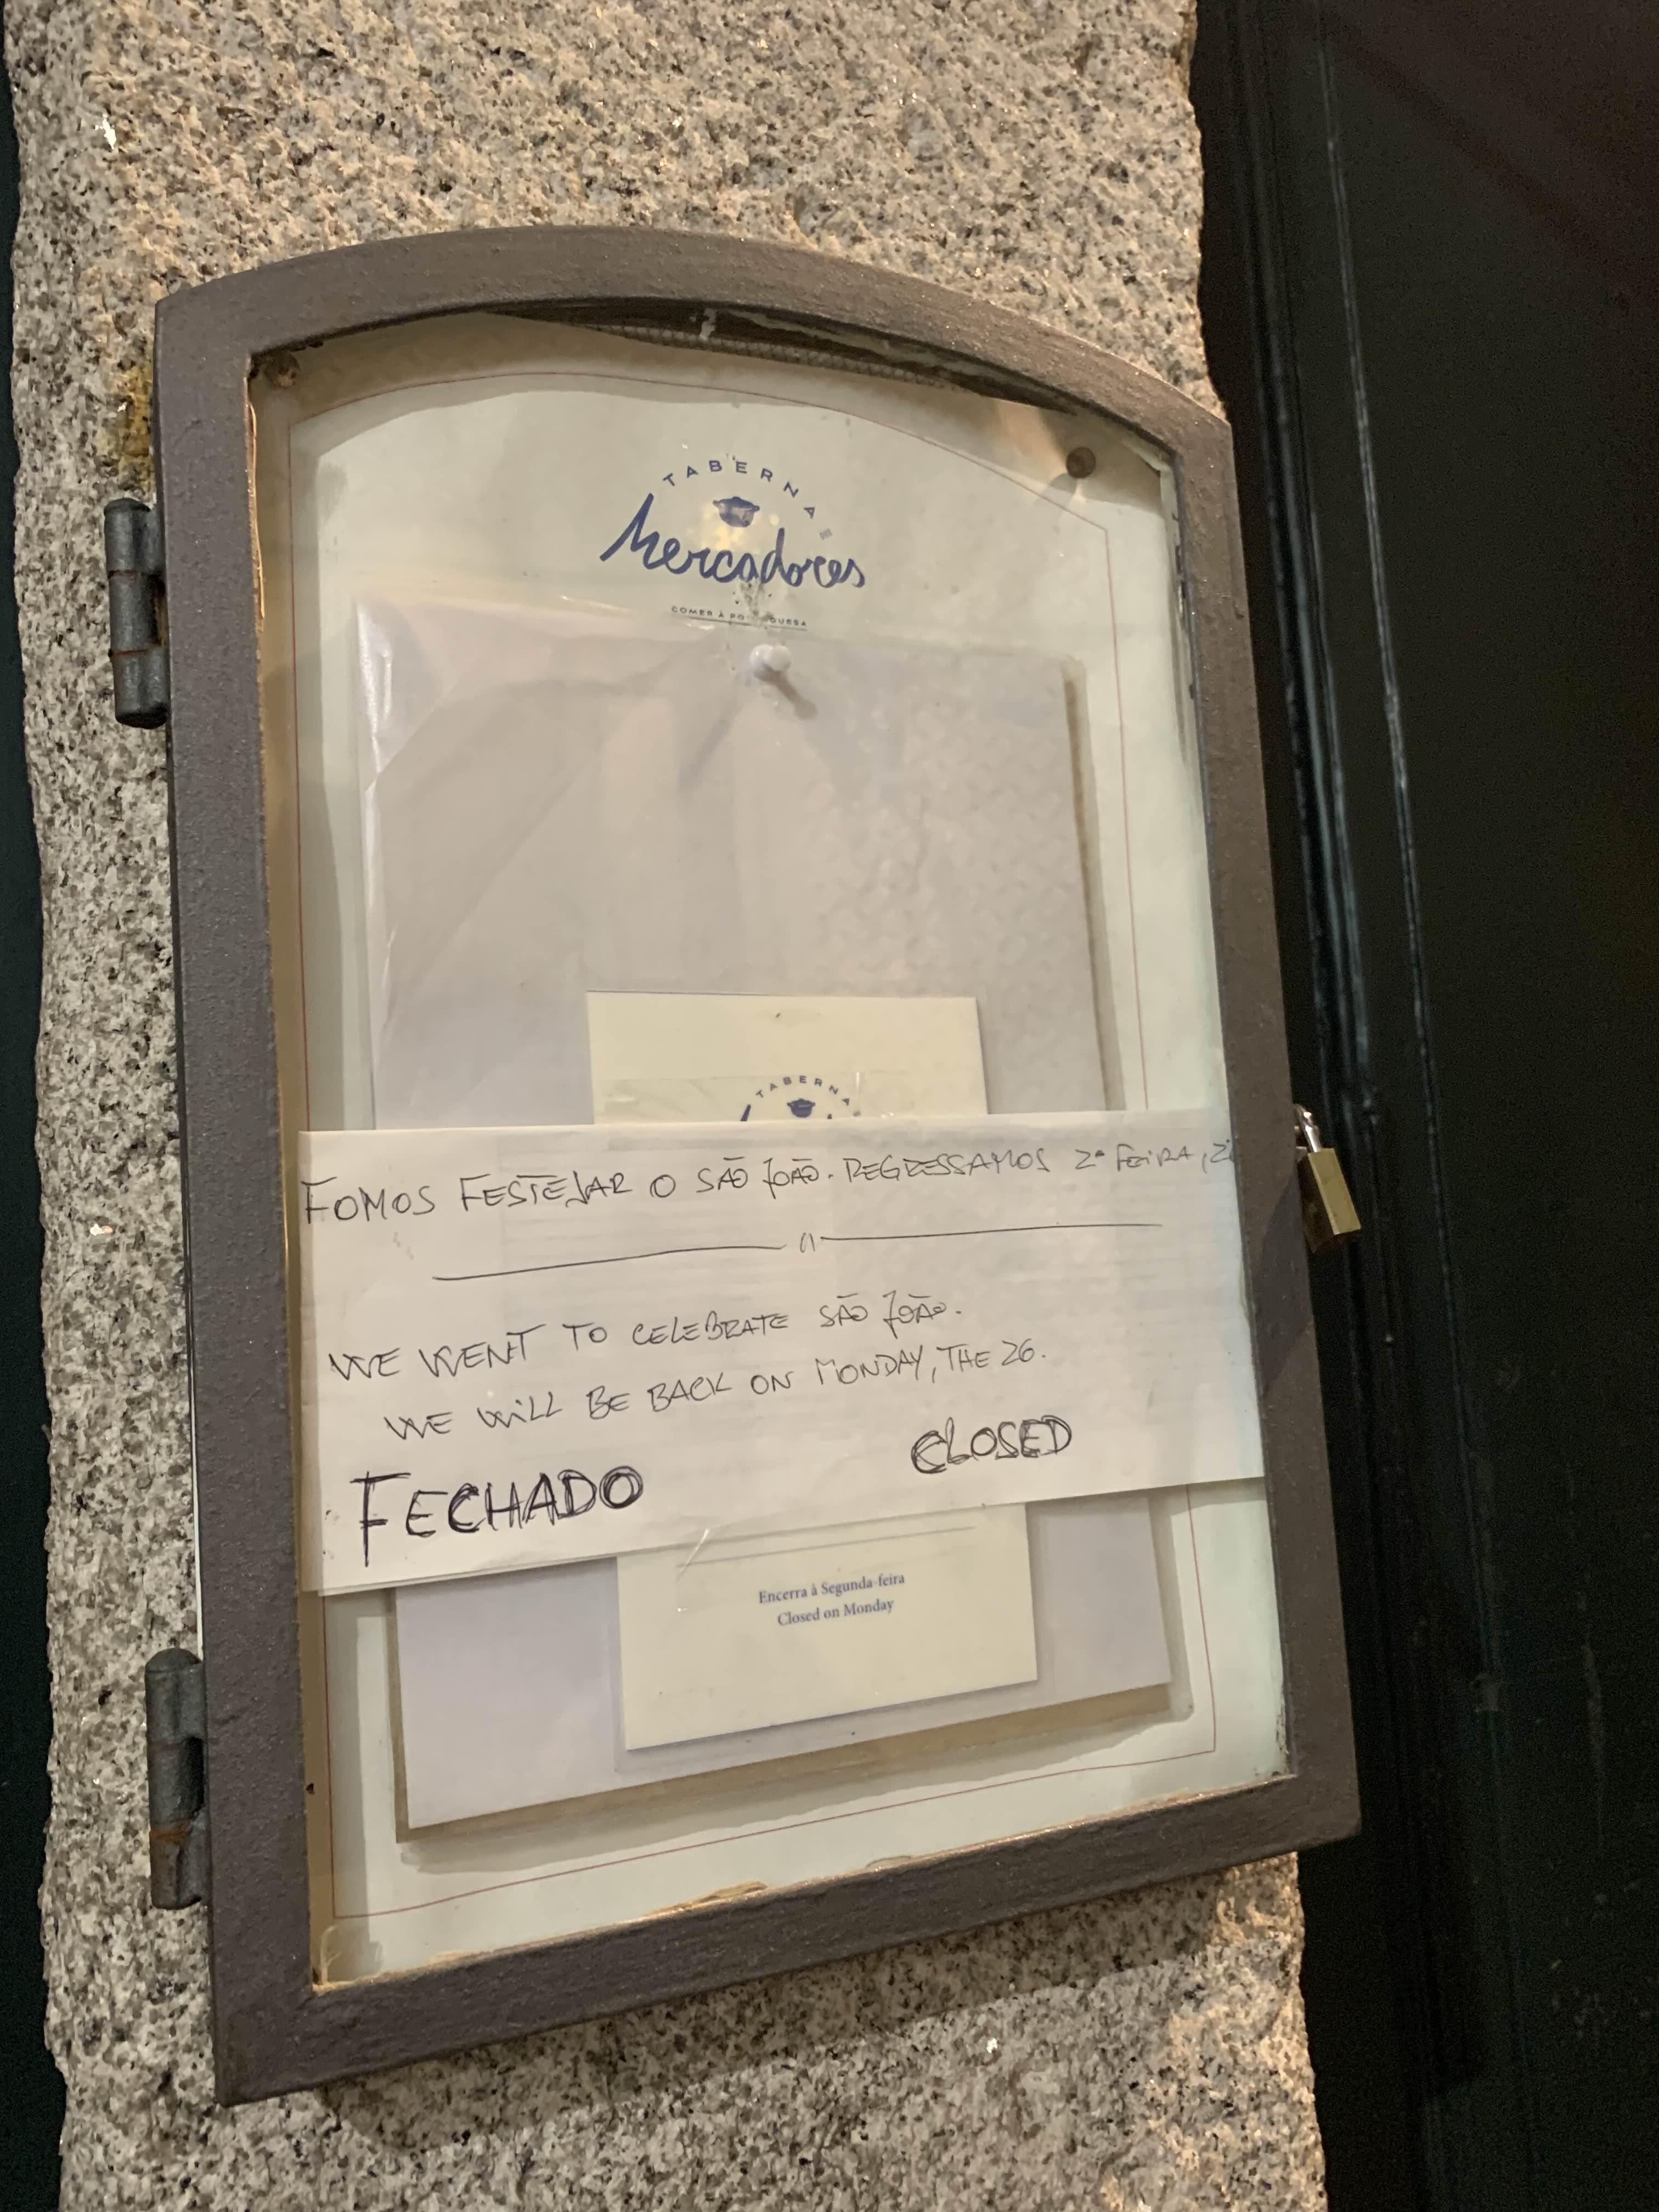 TABERNA
Mercadores
COMER À
TABERNA
FOMOS FESTEJAR O SÃO JOÃO. REGRESSAMOS 2ª FEIRA,
WE WENT TO CELEBRATE SÃO JOÃO.
WE WILL BE BACK ON MONDAY, THE 26.
FECHADO CLOSED
Encerra à Segunda-feira
Closed on Monday